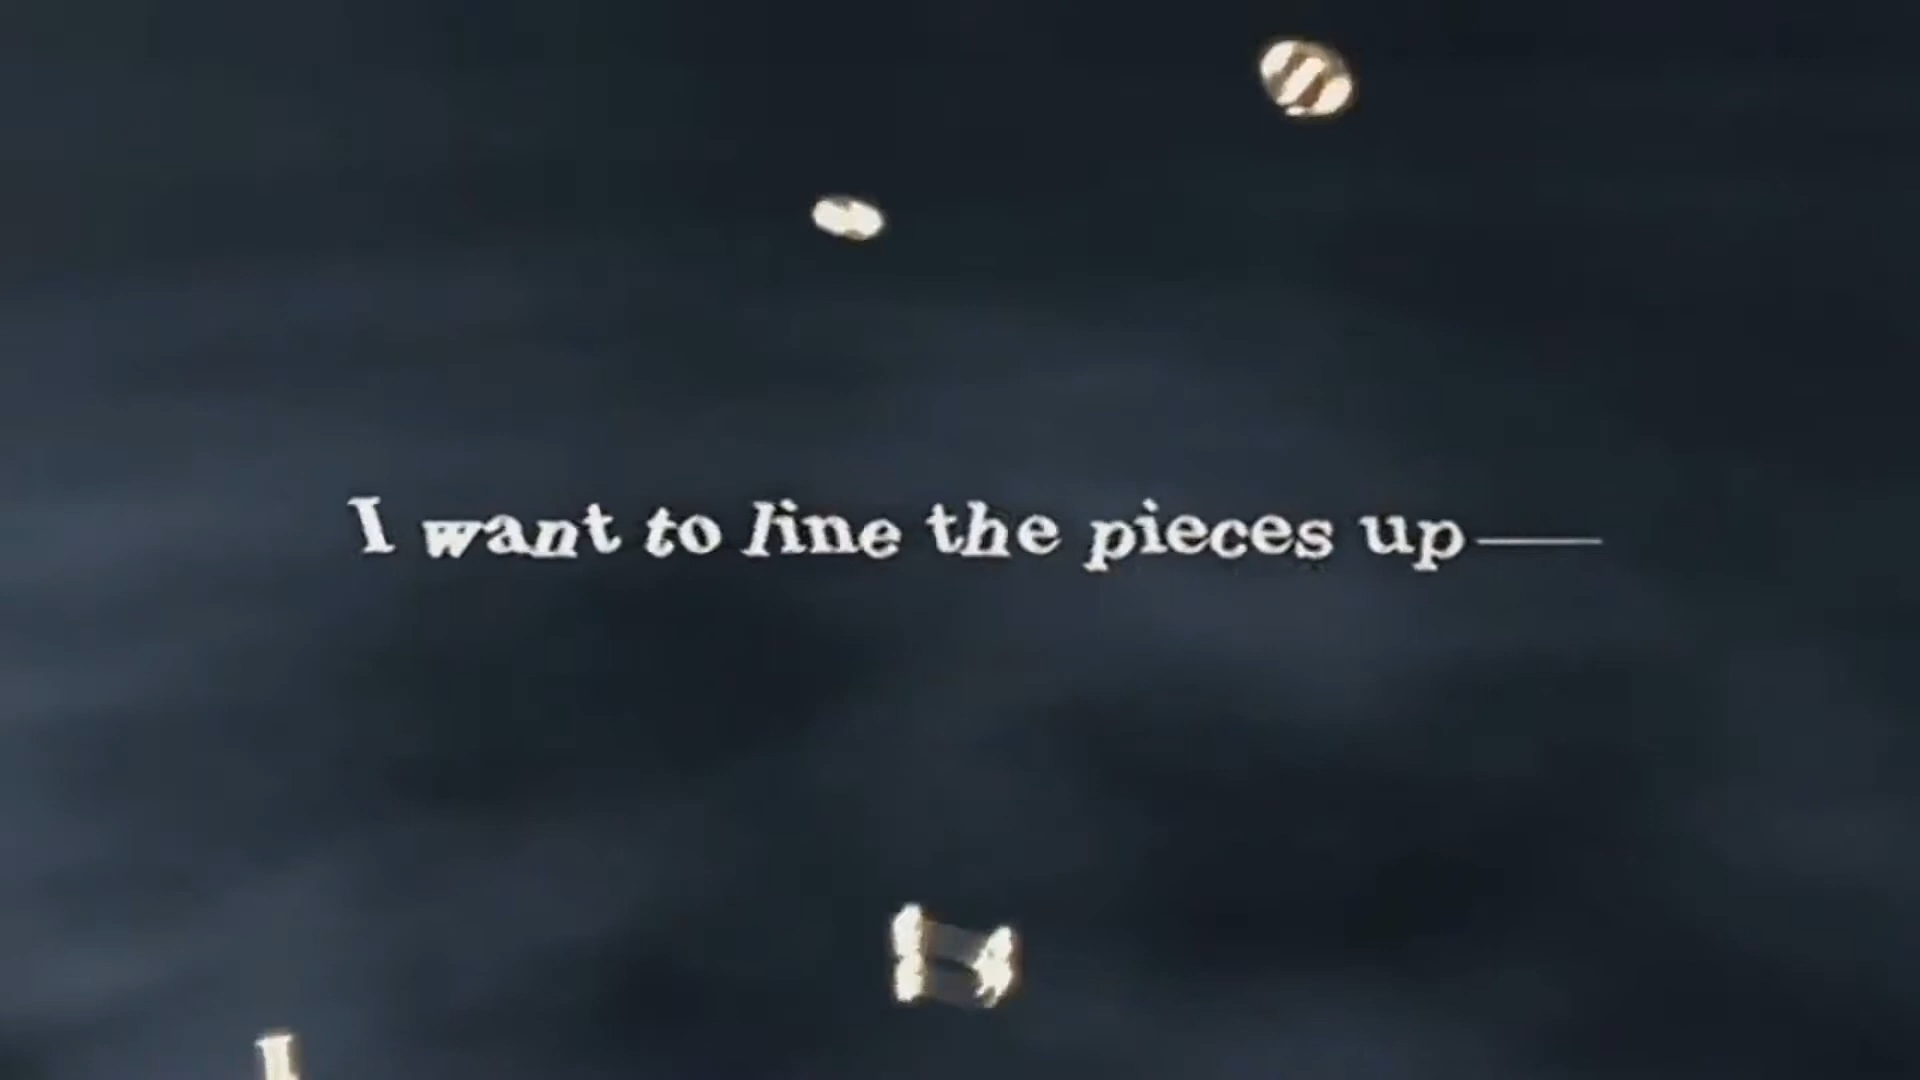 I want to line the pieces up——